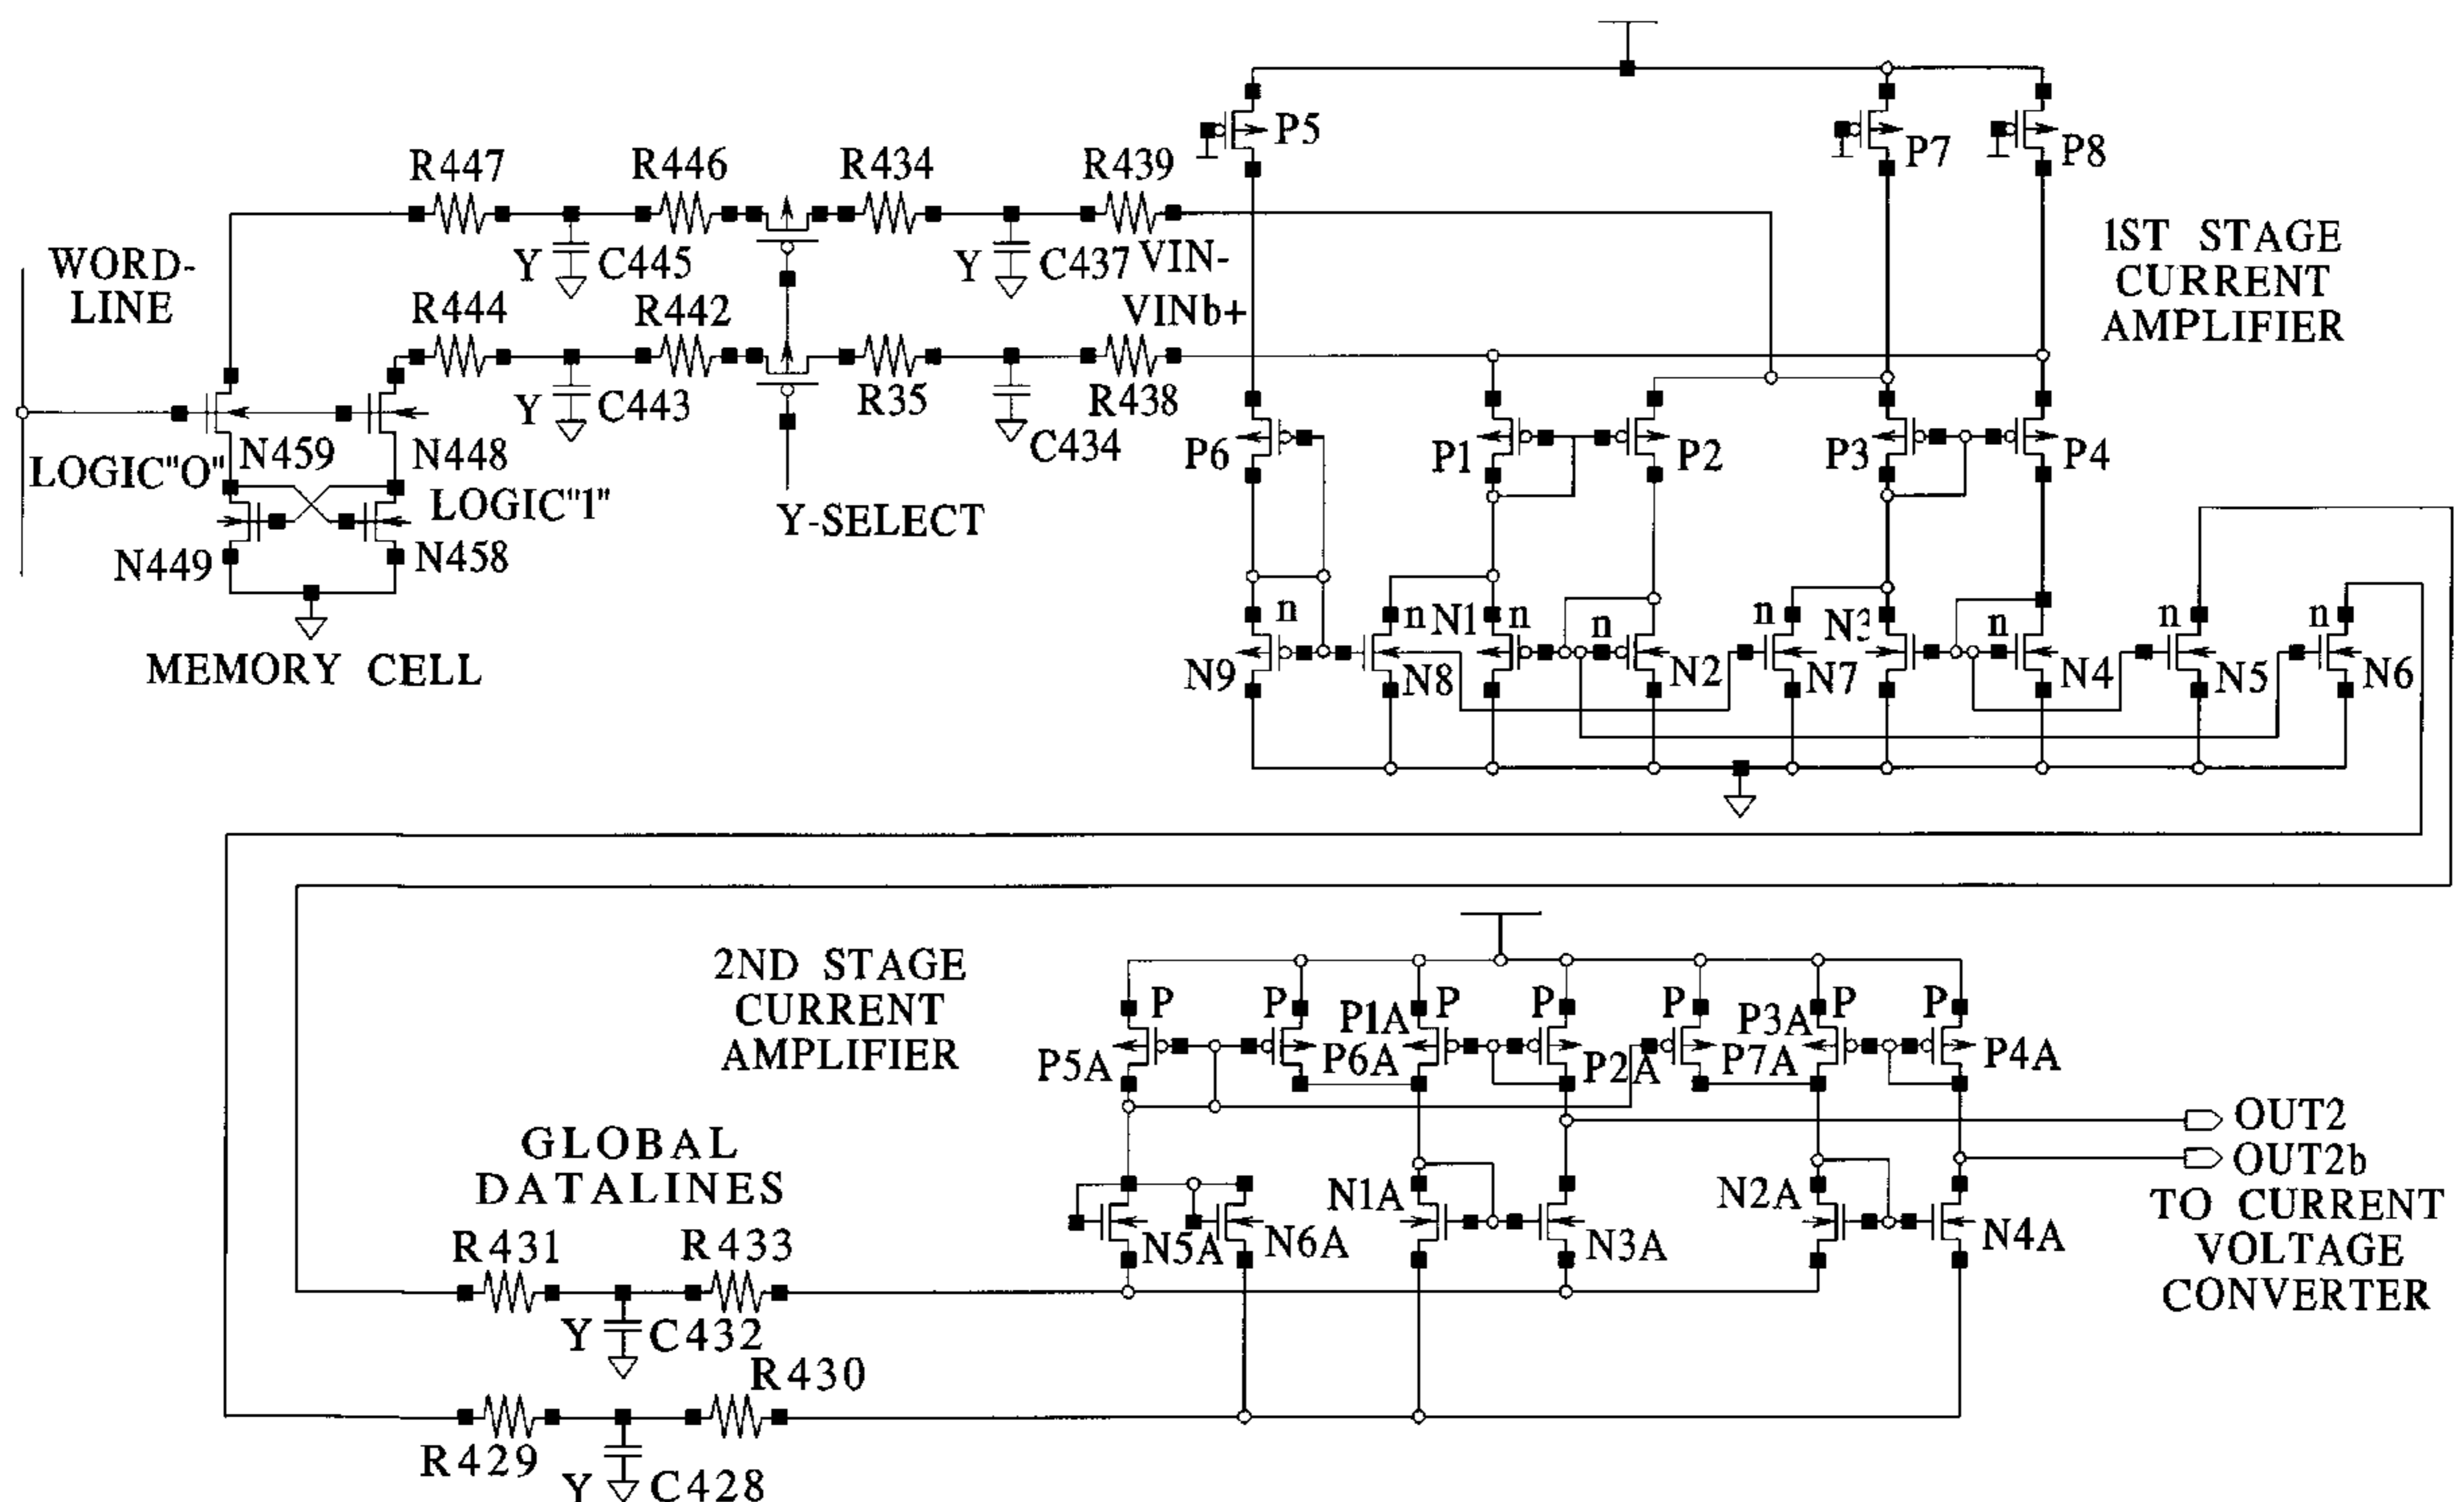 P5
P7
P8
R447
R446
R434
R439
1ST STAGE
CURRENT
AMPLIFIER
WORD-
LINE
Y
C445
Y
C437
VIN-
VINb+
R444
R442
R35
R438
Y
C443
C434
N459
N448
LOGIC"O"
LOGIC"1"
P6
P1
P2
P3
P4
Y-SELECT
N449
N458
MEMORY CELL
n
n
N1
n
n
n
N3
n
n
n
N9
N8
N2
N7
N4
N5
N6
2ND STAGE
CURRENT
AMPLIFIER
P
P
P1A
P
P
P
P3A
P
P
P5A
P6A
P2A
P7A
P4A
OUT2
OUT2b
TO CURRENT
VOLTAGE
CONVERTER
GLOBAL
DATALINES
N1A
N2A
N5A
N6A
N3A
N4A
R431
R433
Y
C432
R430
R429
Y
C428